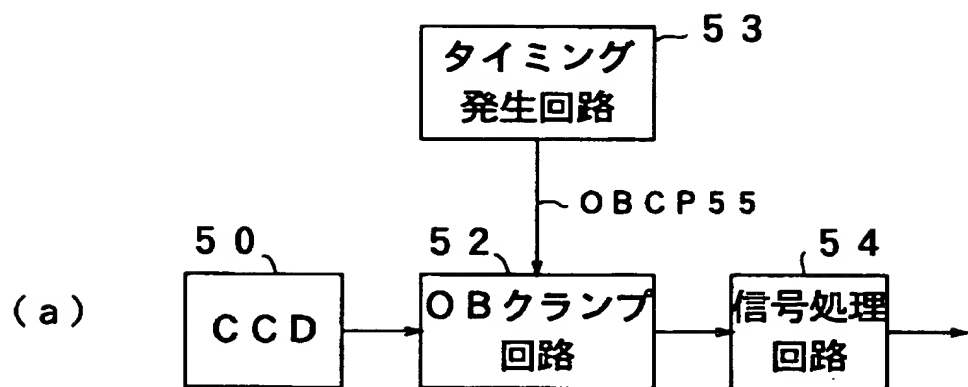 ５３
タイミング
発生回路
ＯＢＣＰ５５
５０
５２
５４
（ａ）
ＣＣＤ
ＯＢクランプ
回路
信号処理
回路